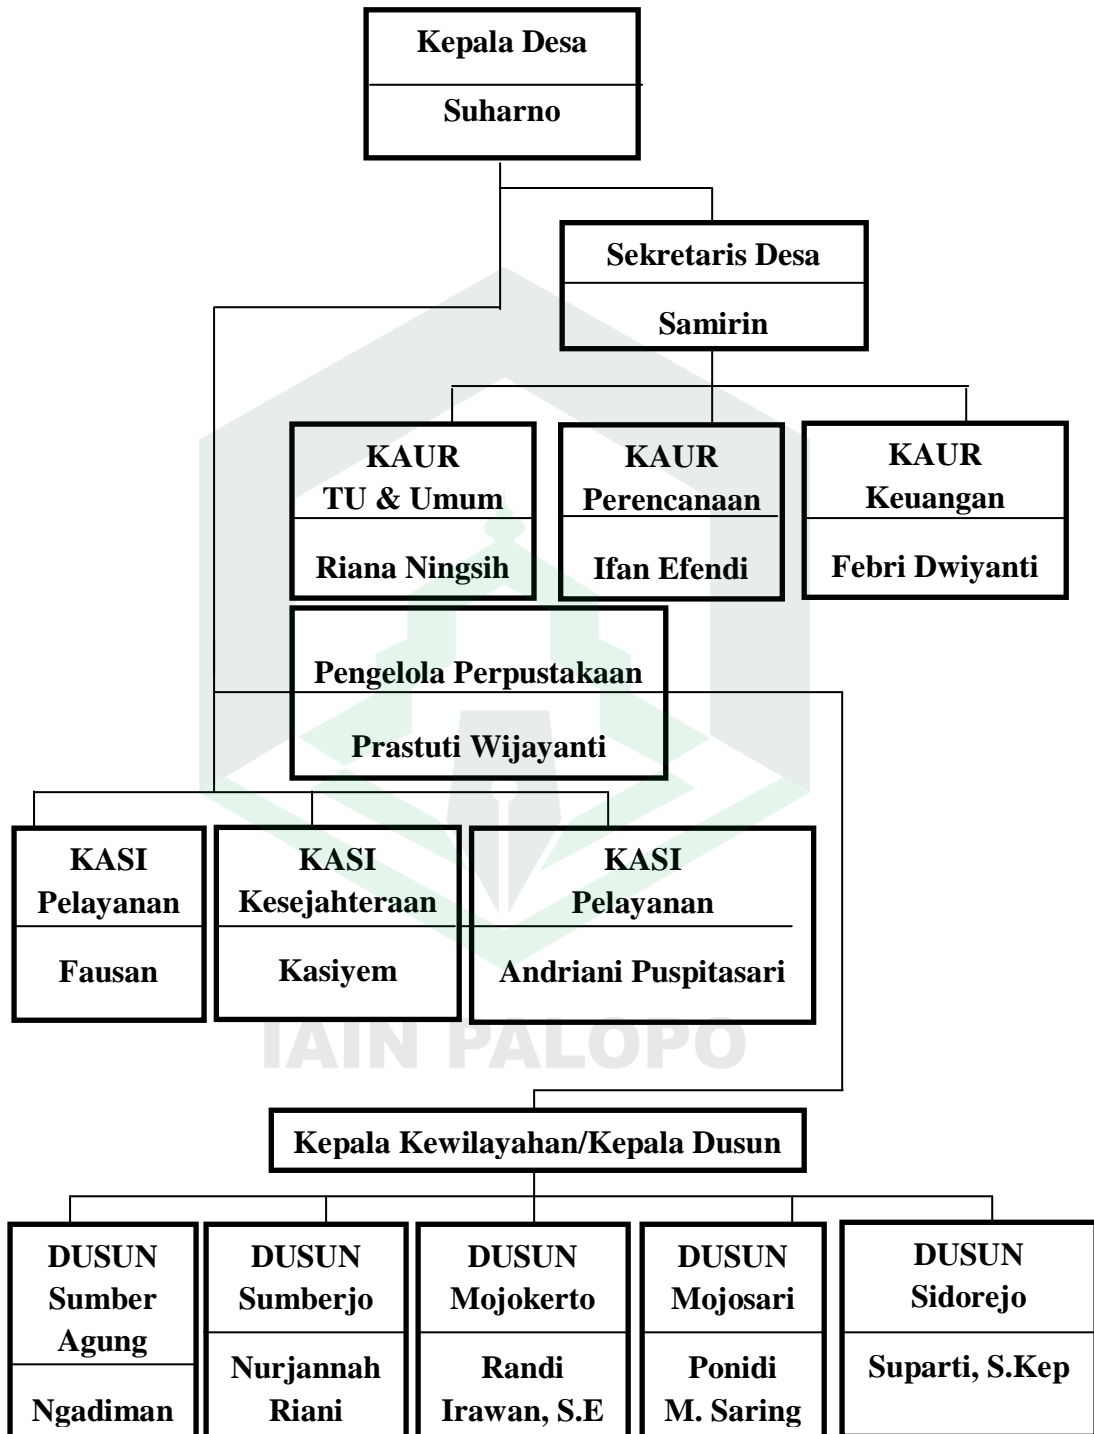 Kepala Desa
Suharno
Sekretaris Desa
Samirin
KAUR
TU & Umum
Riana Ningsih
KAUR
Perencanaan
Ifan Efendi
KAUR
Keuangan
Febri Dwiyanti
Pengelola Perpustakaan
Prastuti Wijayanti
KASI
Pelayanan
Fausan
KASI
Kesejahteraan
Kasiyem
KASI
Pelayanan
Andriani Puspitasari
IAIN PALOPO
Kepala Kewilayahan/Kepala Dusun
DUSUN
Sumber
Agung
Ngadiman
DUSUN
Sumberjo
Nurjannah
Riani
DUSUN
Mojokerto
Randi
Irawan, S.E
DUSUN
Mojosari
Ponidi
M. Saring
DUSUN
Sidorejo
Suparti, S.Kep